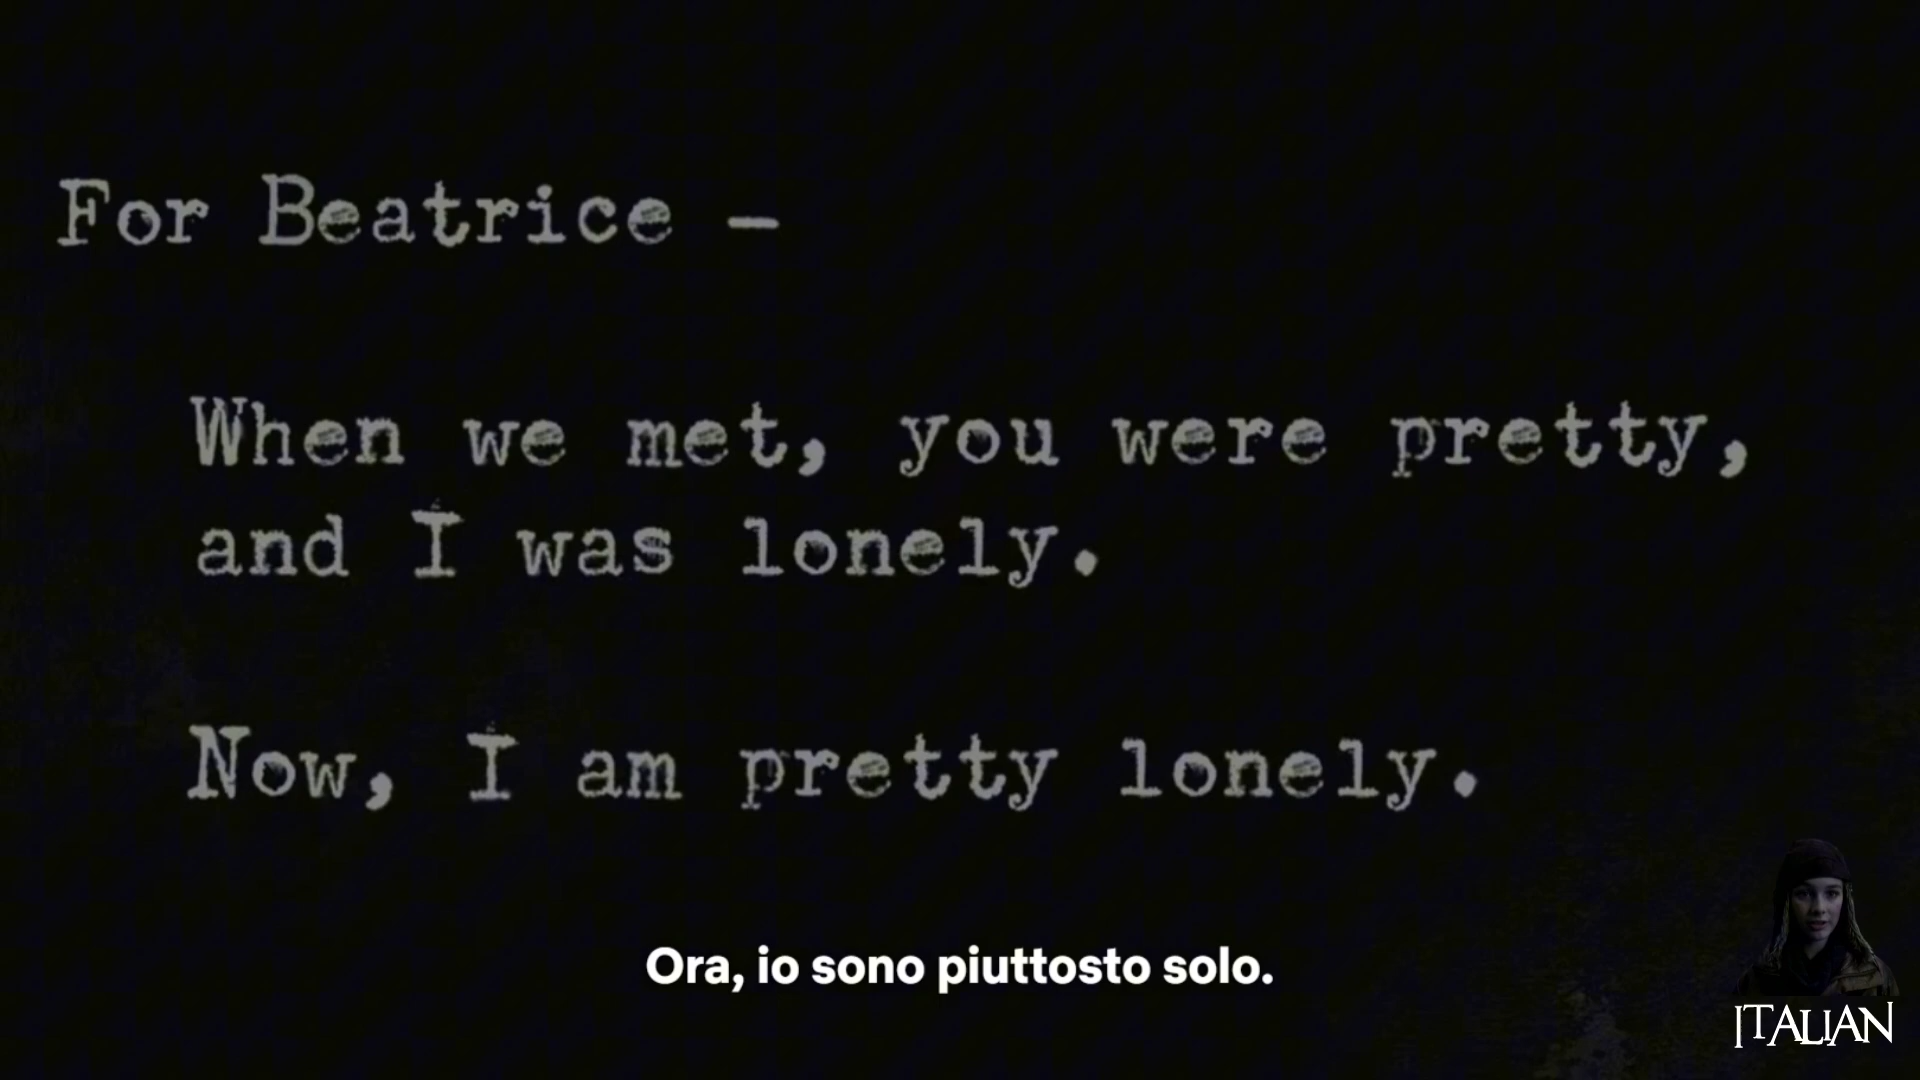 For Beatrice –
When we met, you were pretty,
and I was lonely.
Now, I am pretty lonely.
Ora, io sono piuttosto solo.
ITALIAN